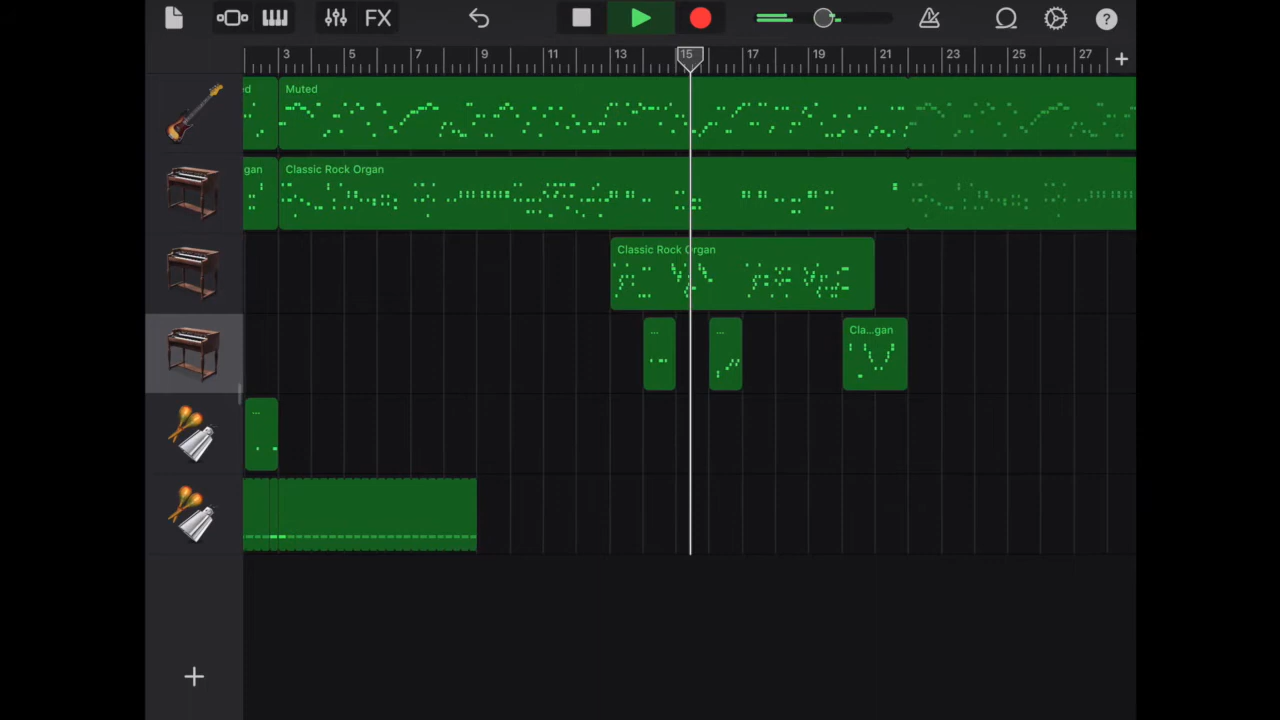 FX
?
3 5 7 9 11 13 15 17 19 21 23 25 27 +
ed Muted
gan Classic Rock Organ
Classic Rock Organ
... ... Cla...gan
...
+